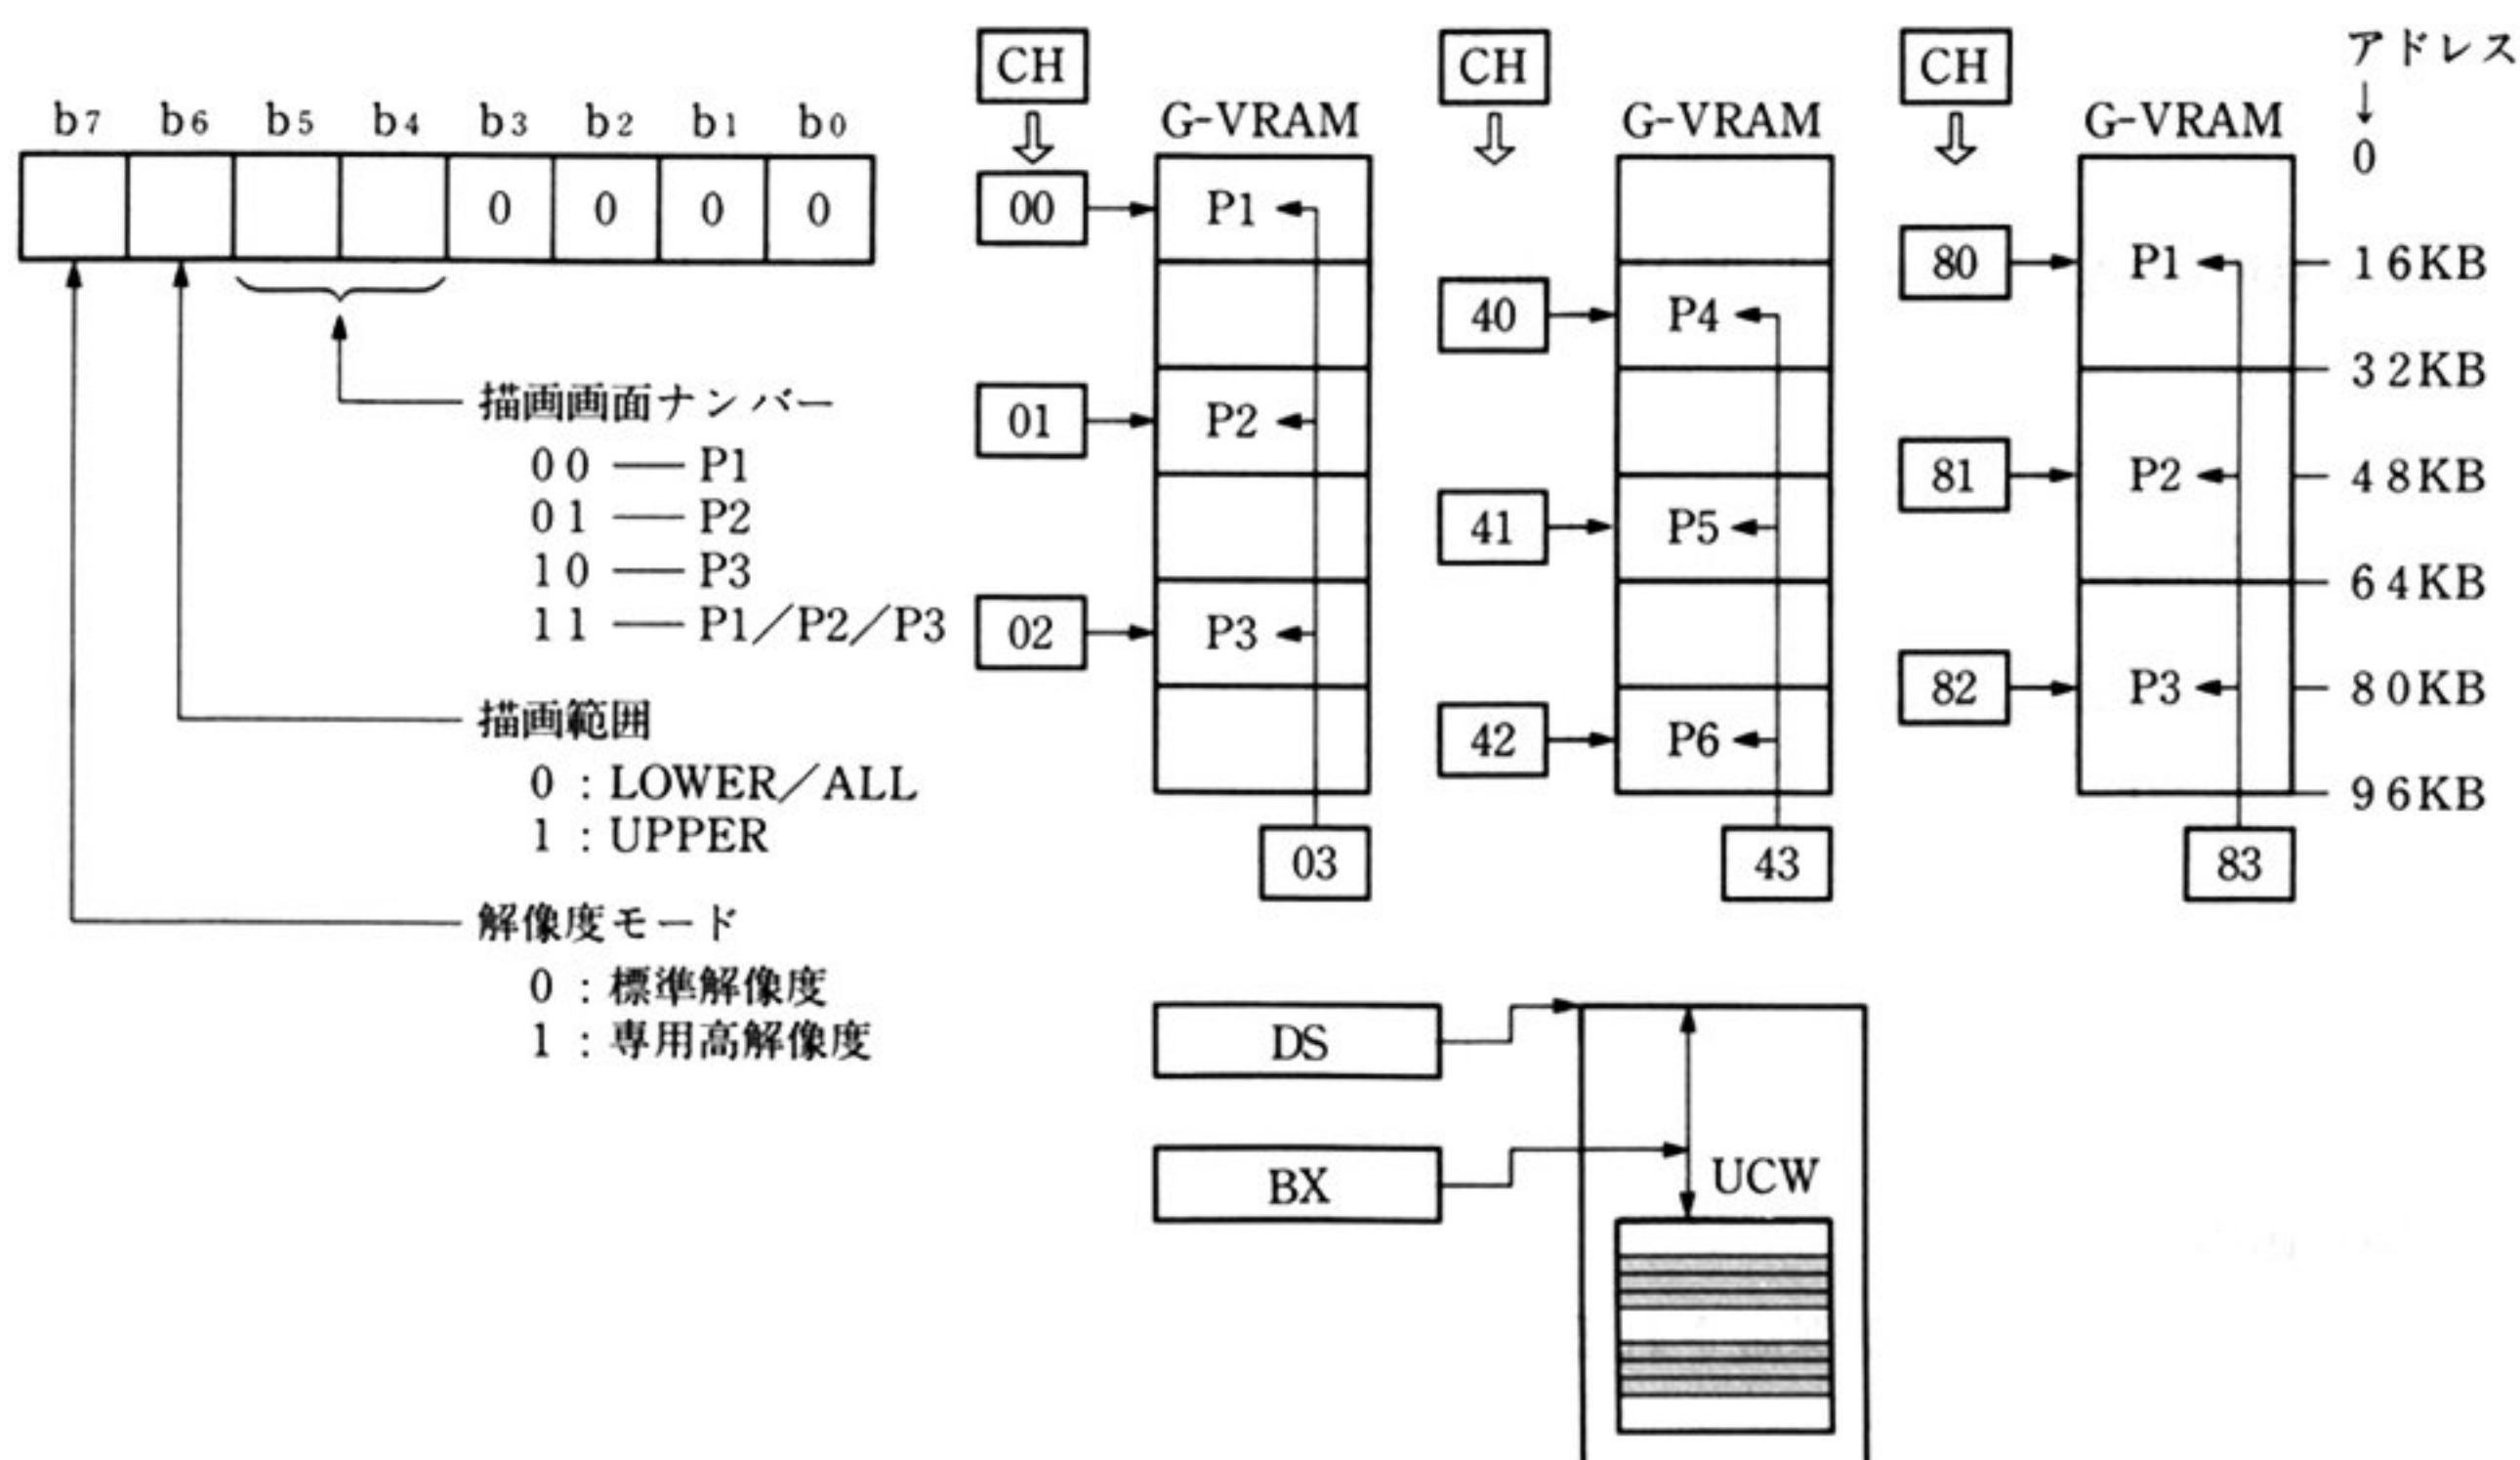 b7 b6 b5 b4 b3 b2 b1 b0
0 0 0 0
描画画面ナンバー
00 — P1
01 — P2
10 — P3
11 — P1／P2／P3
描画範囲
0 : LOWER／ALL
1 : UPPER
解像度モード
0 : 標準解像度
1 : 専用高解像度
CH
G-VRAM
00
P1
01
P2
02
P3
03
CH
G-VRAM
40
P4
41
P5
42
P6
43
CH
G-VRAM
80
P1
81
P2
82
P3
83
アドレス
↓
0
16KB
32KB
48KB
64KB
80KB
96KB
DS
BX
UCW